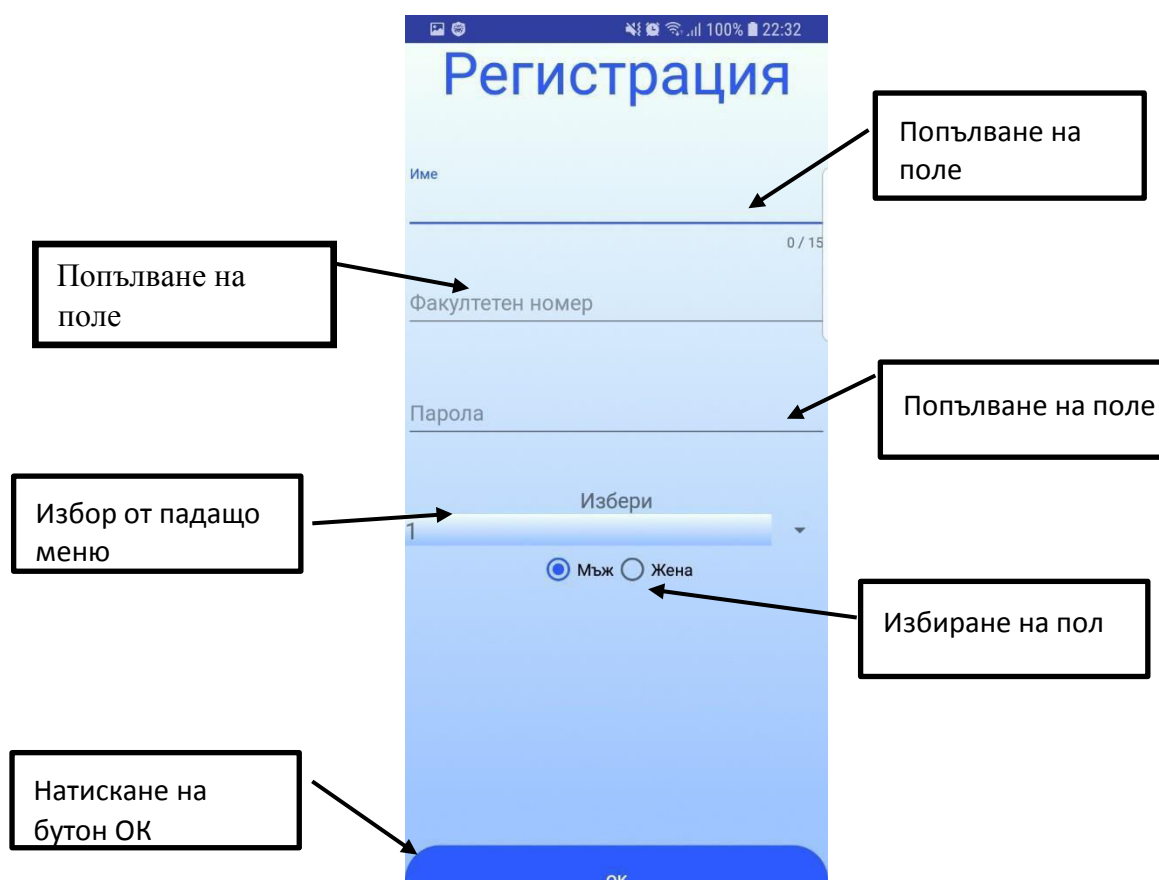 100% 22:32
Регистрация
Попълване на
поле
Име
0 / 15
Попълване на
поле
Факултетен номер
Попълване на поле
Парола
Избор от падащо
меню
Избери
1
Мъж Жена
Избиране на пол
Натискане на
бутон ОК
ОК